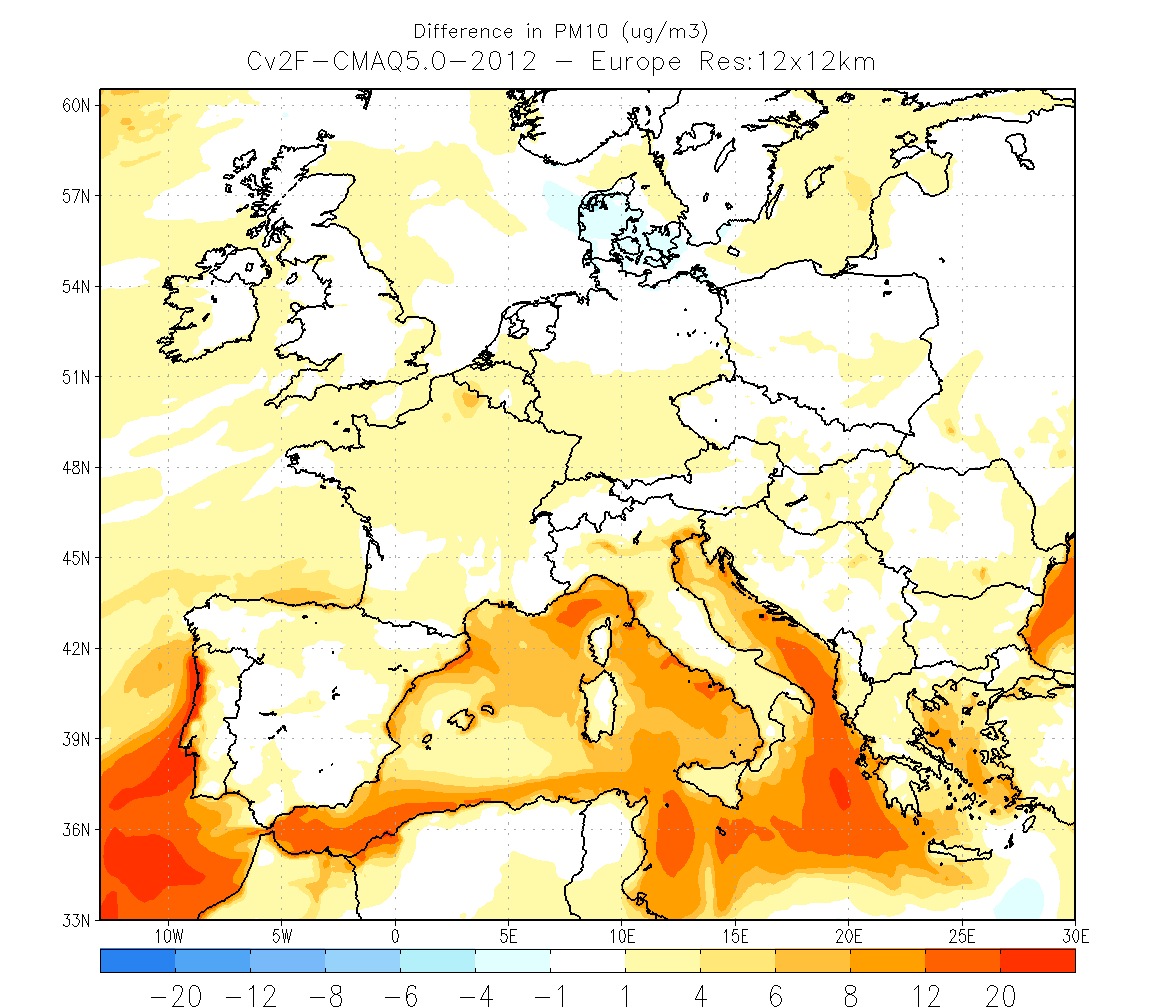 Difference in PM10 (ug/m3)
Cv2F-CMAQ5.0-2012 - Europe Res:12x12km
60N
57N
54N
51N
48N
45N
42N
39N
36N
33N
10W 5W 0 5E 10E 15E 20E 25E 30E
-20 -12 -8 -6 -4 -1 1 4 6 8 12 20